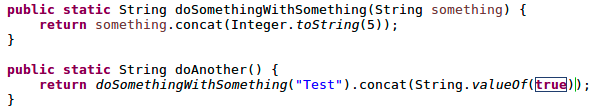 public static String doSomethingWithSomething(String something) {
    return something.concat(Integer.toString(5));
}
public static String doAnother() {
    return doSomethingWithSomething("Test").concat(String.valueOf(true));
}